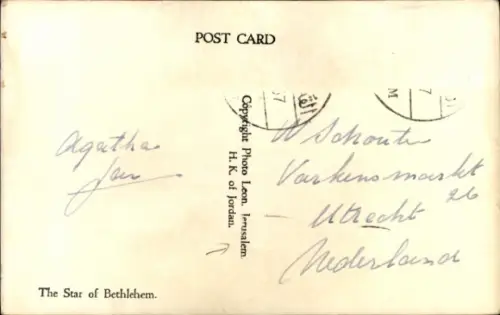 POST CARD
Copyright Photo Leon. Jerusalem
H. K. of Jordan.
Agatha
Jan
W Schouten
Varkensmarkt
26
Utrecht
Nederland
The Star of Bethlehem.